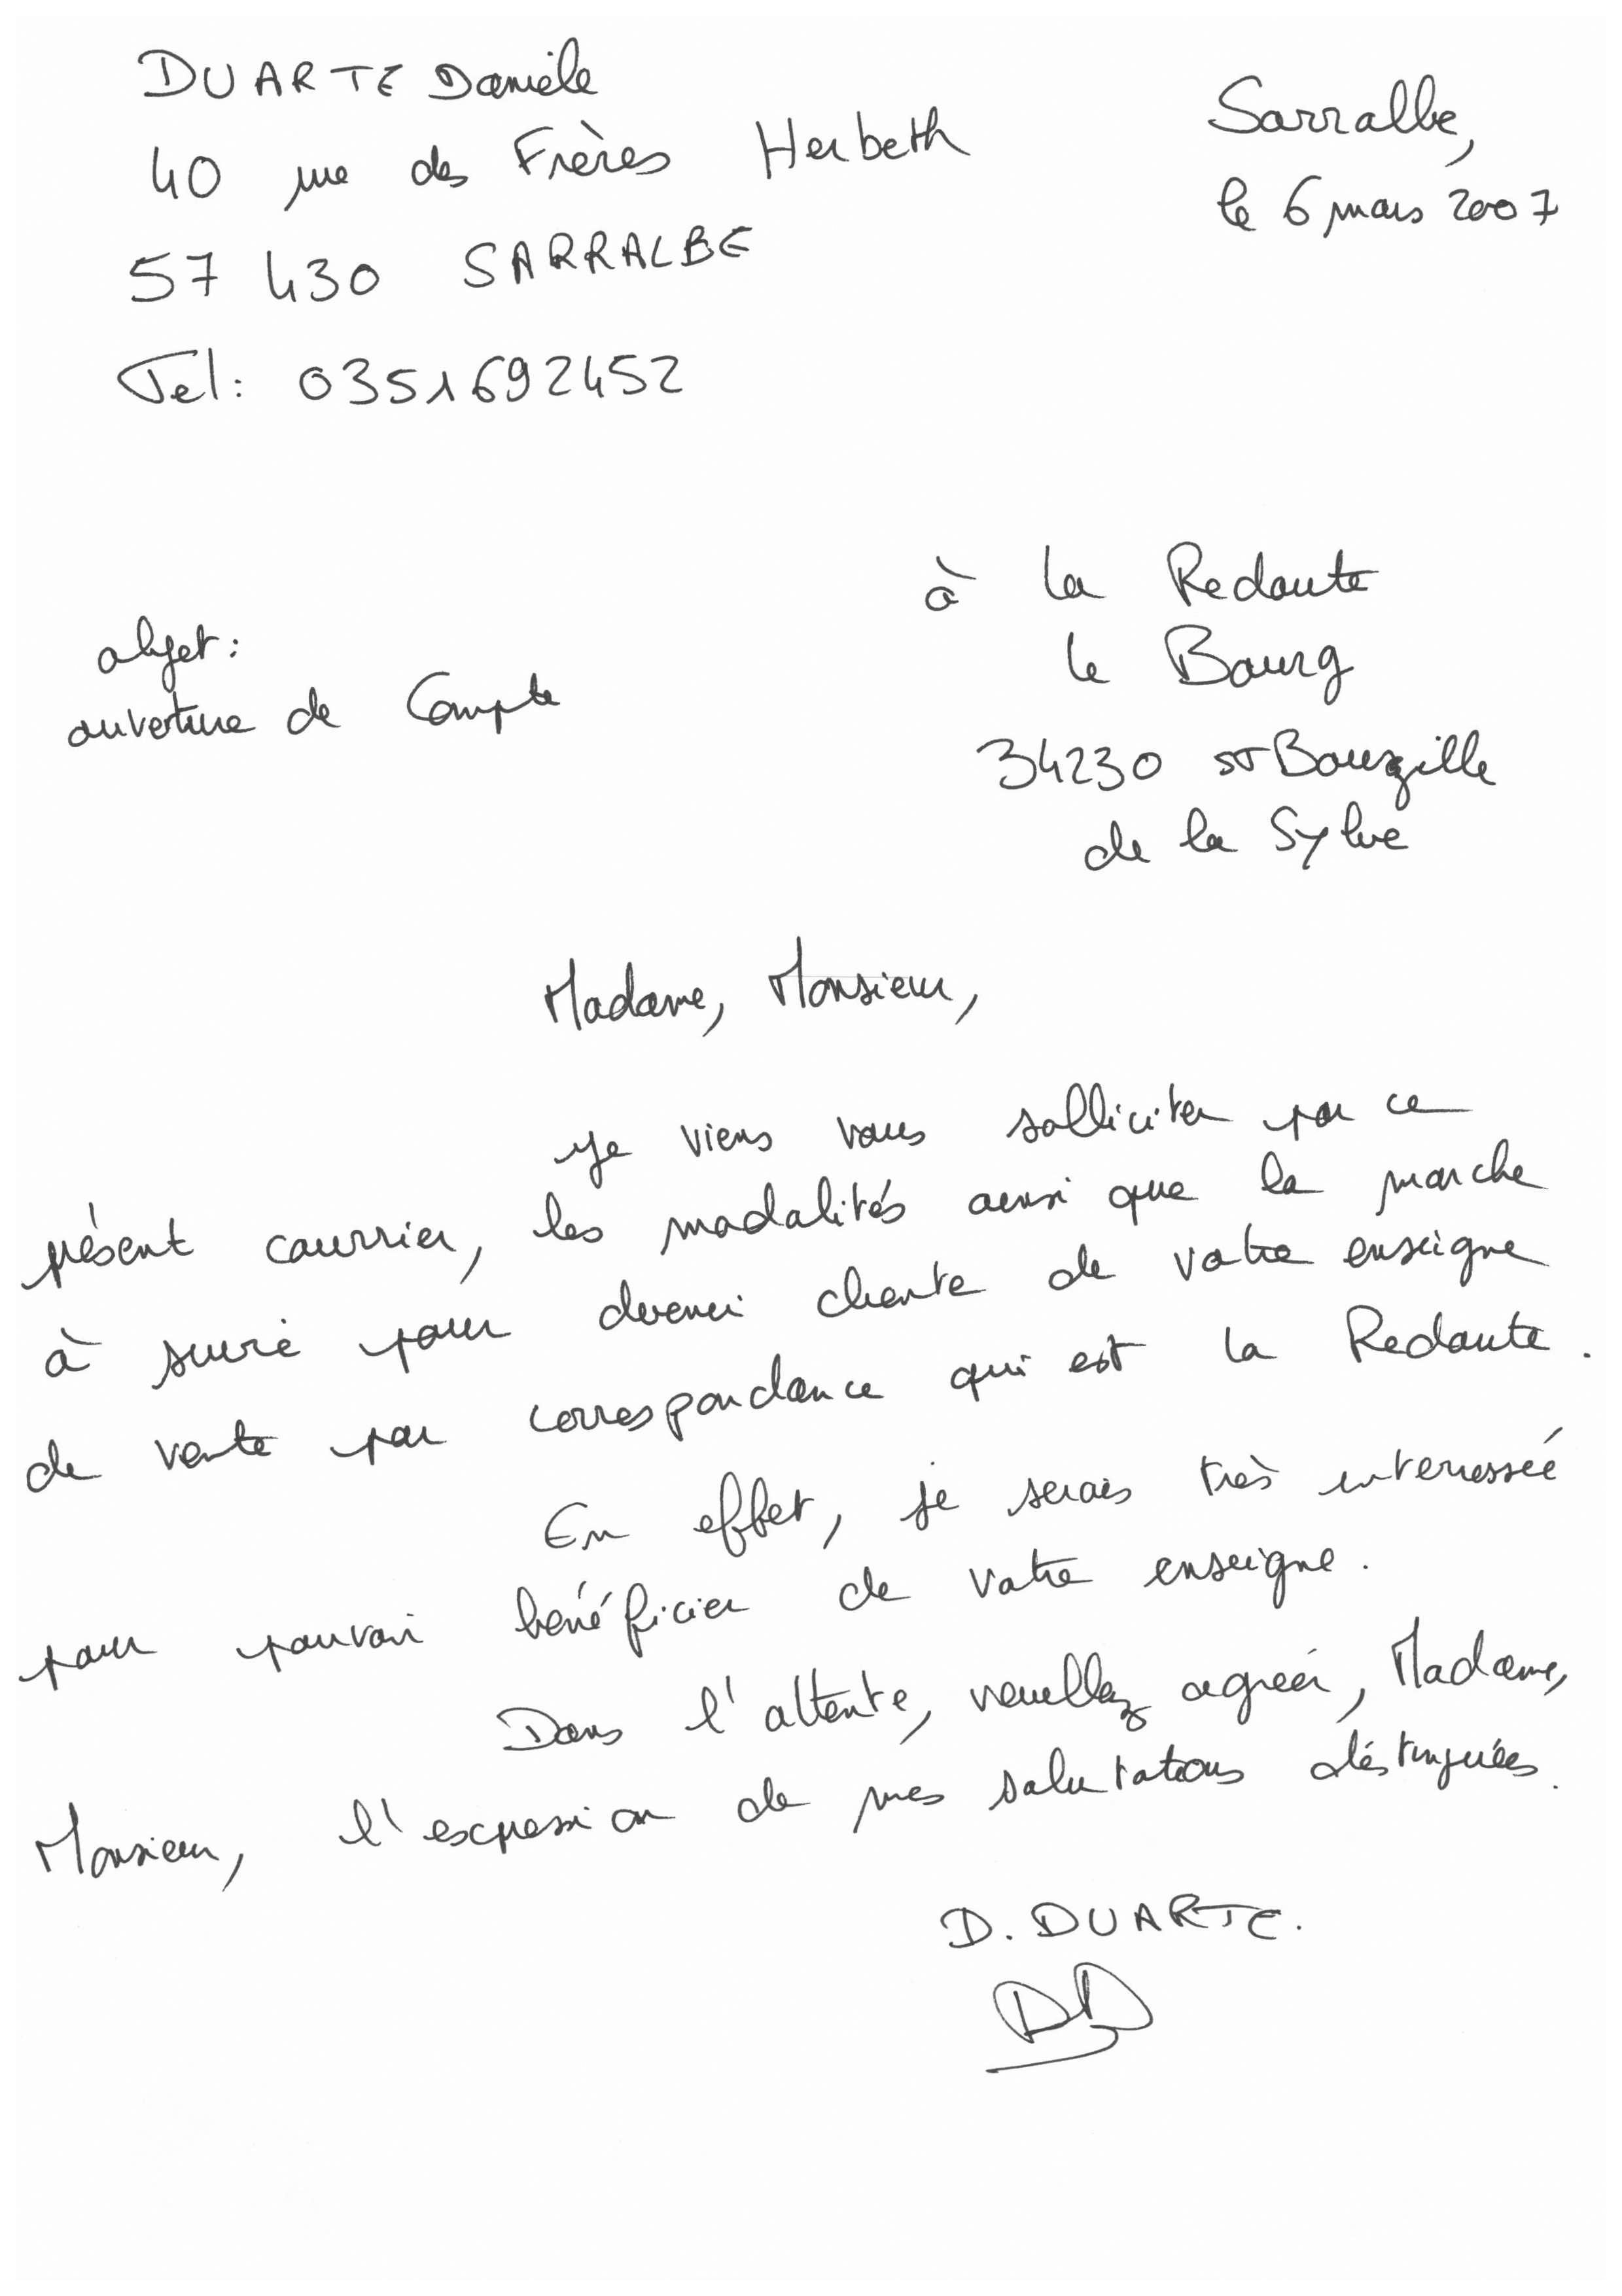 DUARTE Danièle
40 rue des Frères Herbeth
57 430 SARRALBE
Tel: 0351692452
Sarralbe,
le 6 mars 2007
à la Redoute
le Bourg
34230 ST Bauzille
de la Sylve
objet:
ouverture de Compte
Madame, Monsieur,
Je viens vous solliciter par ce
présent courrier, les modalités ainsi que la marche
à suivre pour devenir cliente de votre enseigne
de vente par correspondance qui est la Redoute.
En effet, je serais très interressée
pour pouvoir bénéficier de votre enseigne.
Dans l'attente, veuillez agréer, Madame,
Monsieur, l'expression de mes salutations distinguées.
D. DUARTE.
DD